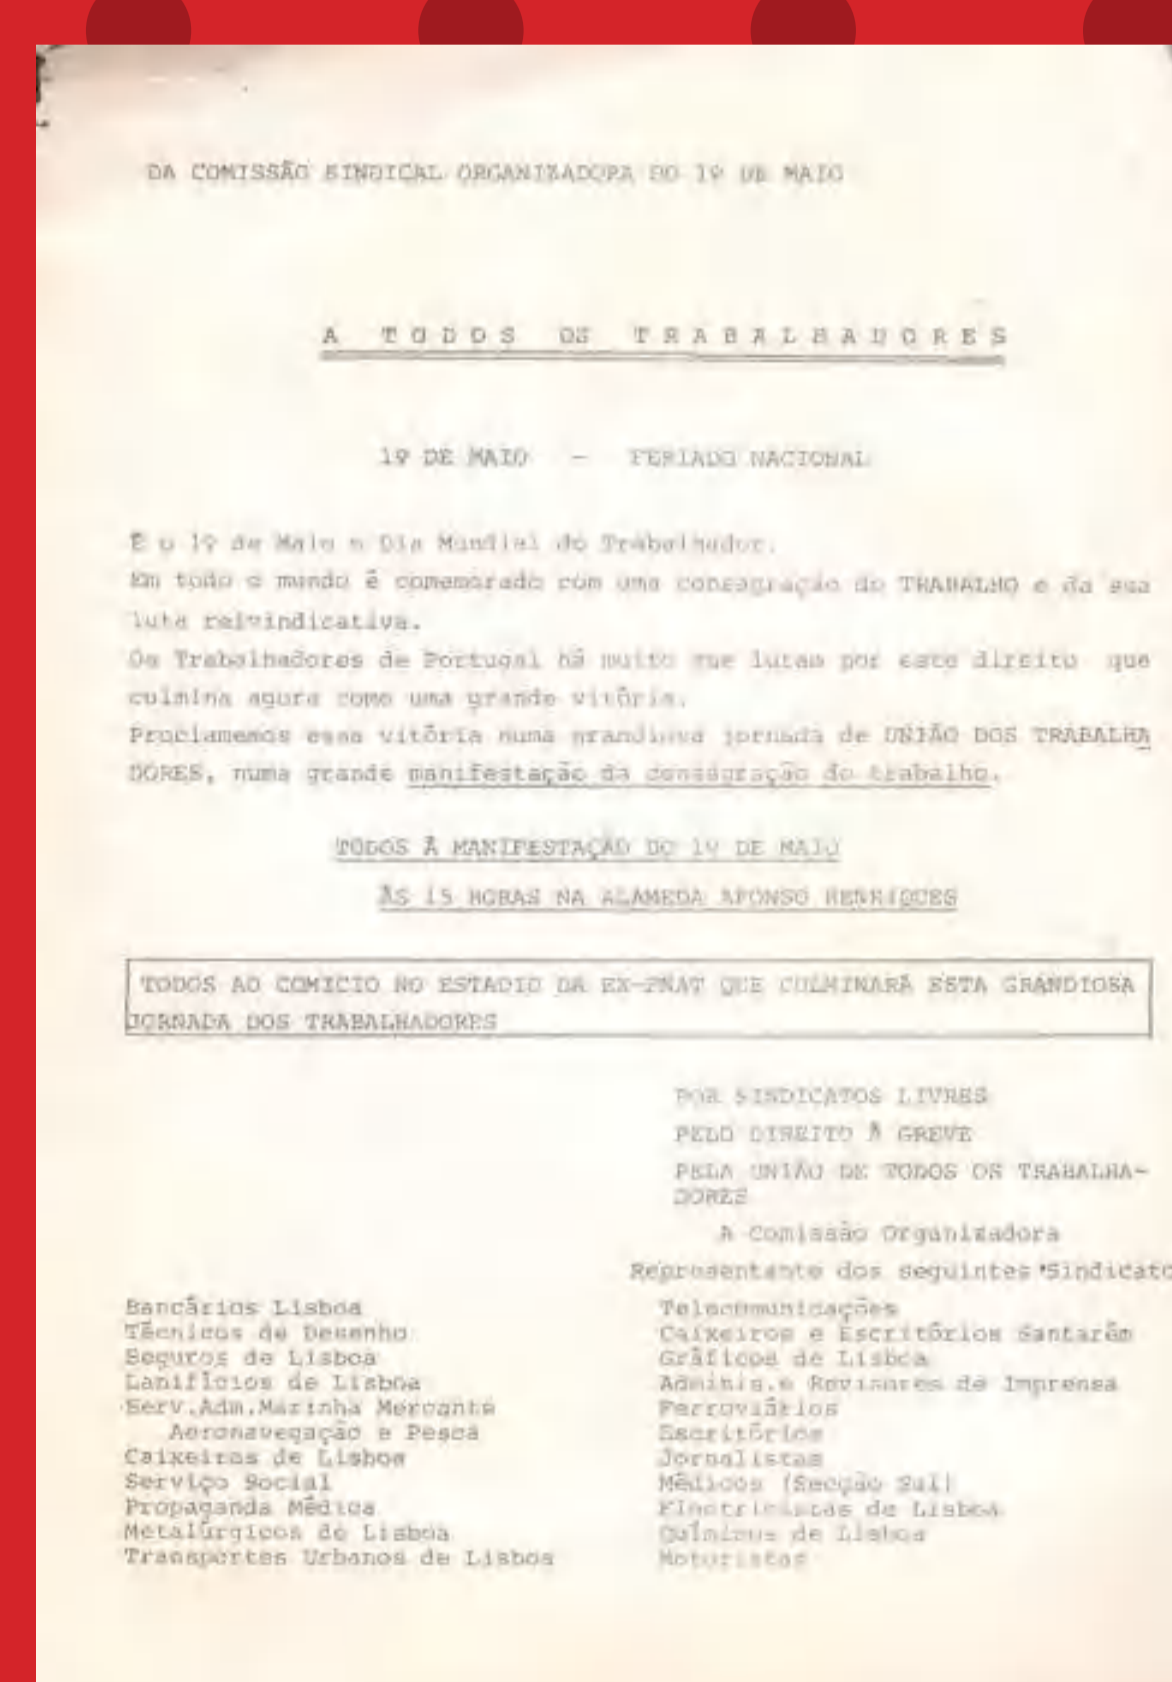 DA COMISSÃO SINDICAL ORGANIZADORA DO 1º DE MAIO
A TODOS OS TRABALHADORES
1º DE MAIO - FERIADO NACIONAL
É o 1º de Maio o Dia Mundial do Trabalhador.
Em todo o mundo é comemorado com uma consagração do TRABALHO e da sua
luta reivindicativa.
Os Trabalhadores de Portugal há muito que lutam por este direito que
culmina agora como uma grande vitória.
Proclamemos essa vitória numa grandiosa jornada de UNIÃO DOS TRABALHA
DORES, numa grande manifestação da consagração do trabalho.
TODOS À MANIFESTAÇÃO DO 1º DE MAIO
ÀS 15 HORAS NA ALAMEDA AFONSO HENRIQUES
TODOS AO COMICIO NO ESTADIO DA EX-FNAT QUE CULMINARÁ ESTA GRANDIOSA
JORNADA DOS TRABALHADORES
POR SINDICATOS LIVRES
PELO DIREITO À GREVE
PELA UNIÃO DE TODOS OS TRABALHA-
DORES
A Comissão Organizadora
Representante dos seguintes Sindicato
Bancários Lisboa
Técnicos de Desenho
Seguros de Lisboa
Lanifícios de Lisboa
Serv.Adm.Marinha Mercante
Aeronavegação e Pesca
Caixeiros de Lisboa
Serviço Social
Propaganda Médica
Metalúrgicos de Lisboa
Transportes Urbanos de Lisboa
Telecomunicações
Caixeiros e Escritórios Santarém
Gráficos de Lisboa
Adminis.e Revisores de Imprensa
Ferroviários
Escritórios
Jornalistas
Médicos (Secção Sul)
Electricistas de Lisboa
Químicos de Lisboa
Motoristas